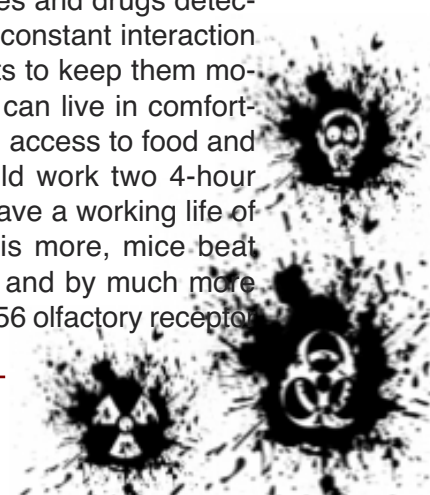 es and drugs detec-
constant interaction
ts to keep them mo-
can live in comfort-
access to food and
ld work two 4-hour
ave a working life of
is more, mice beat
and by much more
56 olfactory receptor